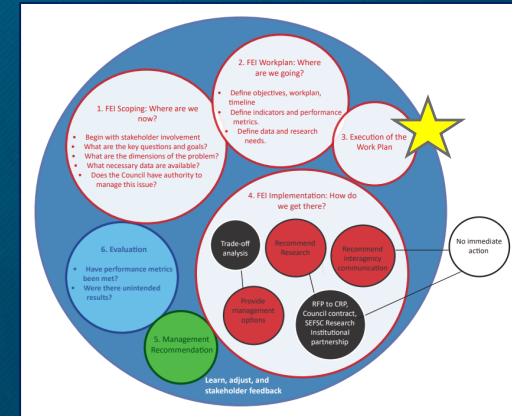 1. FEI Scoping: Where are we
now?
Begin with stakeholder involvement
• What are the key questions and goals?
• What are the dimensions of the problem?
• What necessary data are available?
• Does the Council have authority to
manage this issue?
2. FEI Workplan: Where
are we going?
• Define objectives, workplan,
timeline
• Define indicators and performance
metrics.
• Define data and research
needs.
3. Execution of the
Work Plan
4. FEI Implementation: How do
we get there?
Trade-off
analysis
Recommend
Research
Recommend
Interagency
communication
No immediate
action
Provide
management
options
RFP to CRP,
Council contract,
SEFSC Research
Institutional
partnership
6. Evaluation
• Have performance metrics
been met?
• Were there unintended
results?
5. Management
Recommendation
Learn, adjust, and
stakeholder feedback